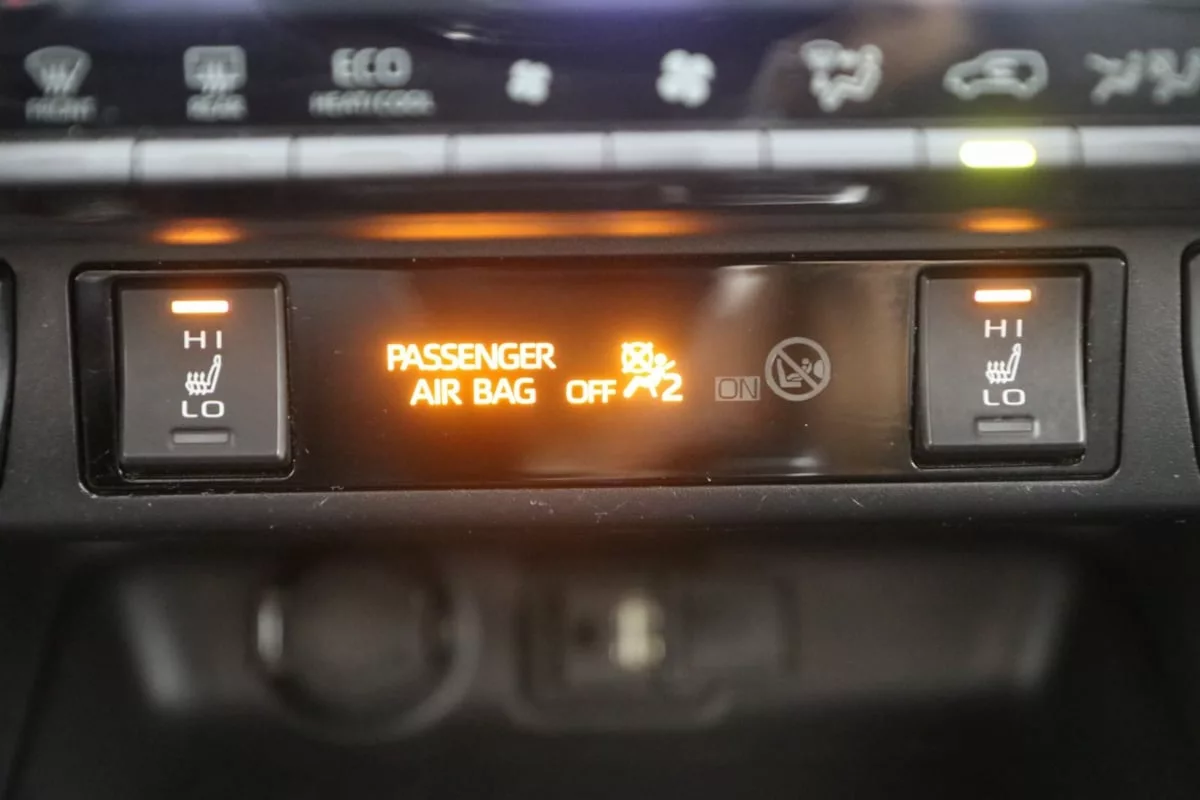 FRONT
REAR
ECO
HEAT/COOL
HI
LO
PASSENGER
AIR BAG OFF 2 ON
HI
LO